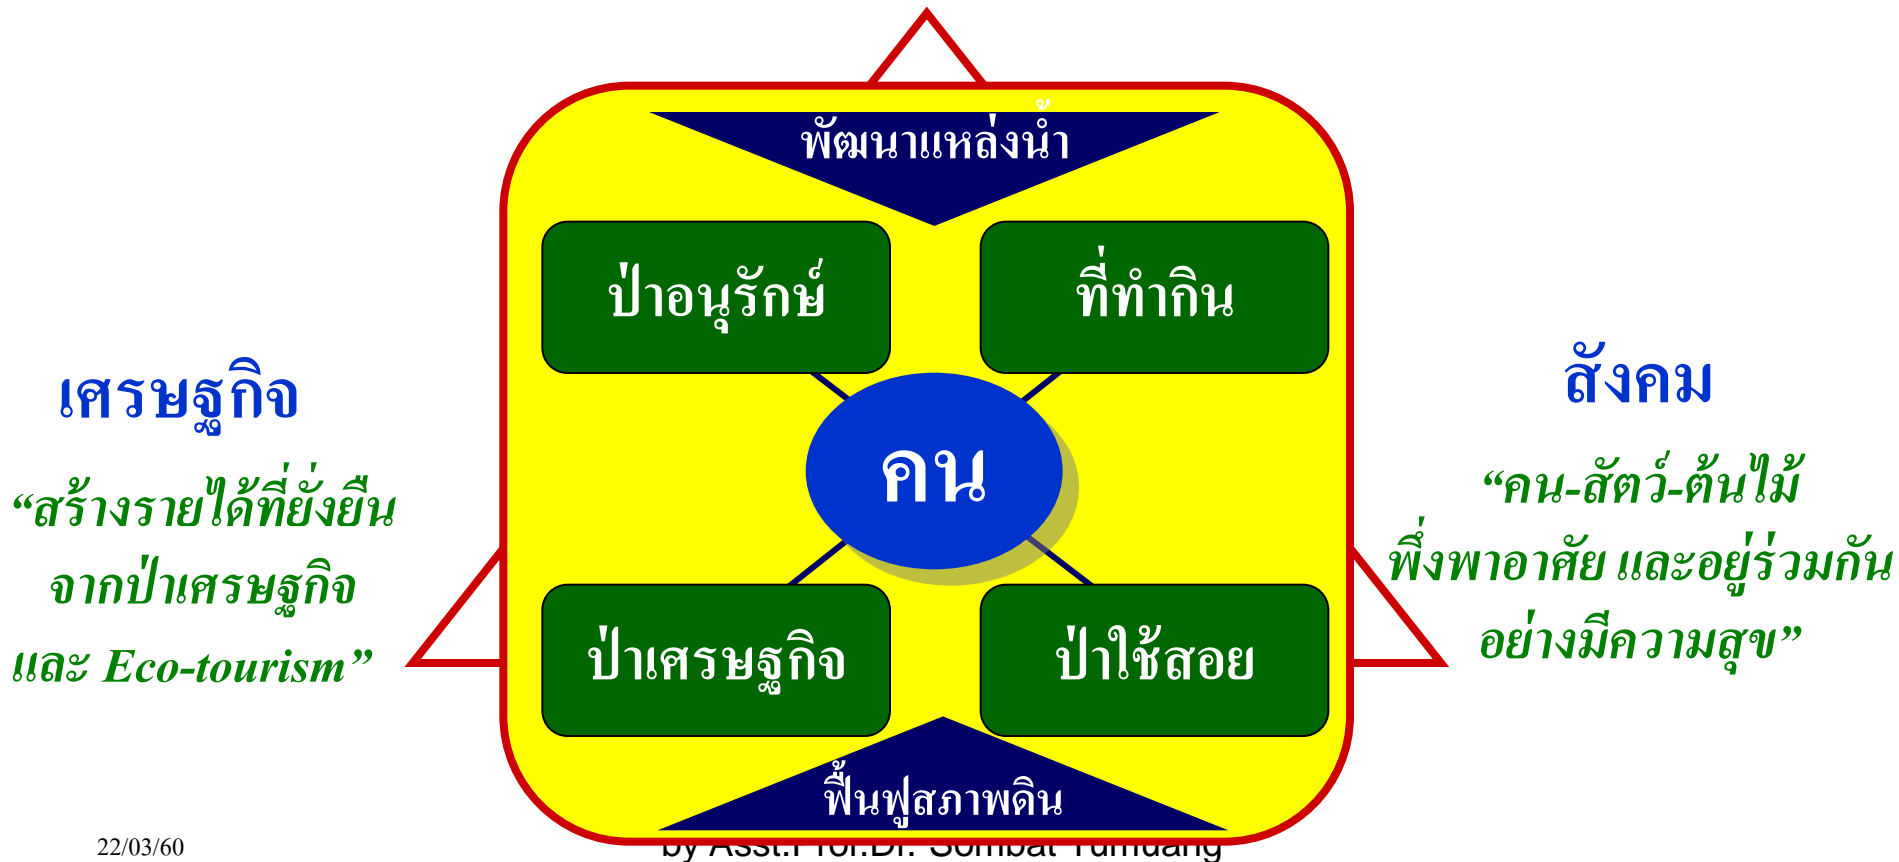 พัฒนาแหล่งน้ำ
ป่าอนุรักษ์
ที่ทำกิน
เศรษฐกิจ
“สร้างรายได้ที่ยั่งยืน
จากป่าเศรษฐกิจ
และ Eco-tourism”
คน
สังคม
“คน-สัตว์-ต้นไม้
พึ่งพาอาศัย และอยู่ร่วมกัน
อย่างมีความสุข”
ป่าเศรษฐกิจ
ป่าใช้สอย
ฟื้นฟูสภาพดิน
22/03/60
by Asst.Prof.Dr. Sombat Yumuang